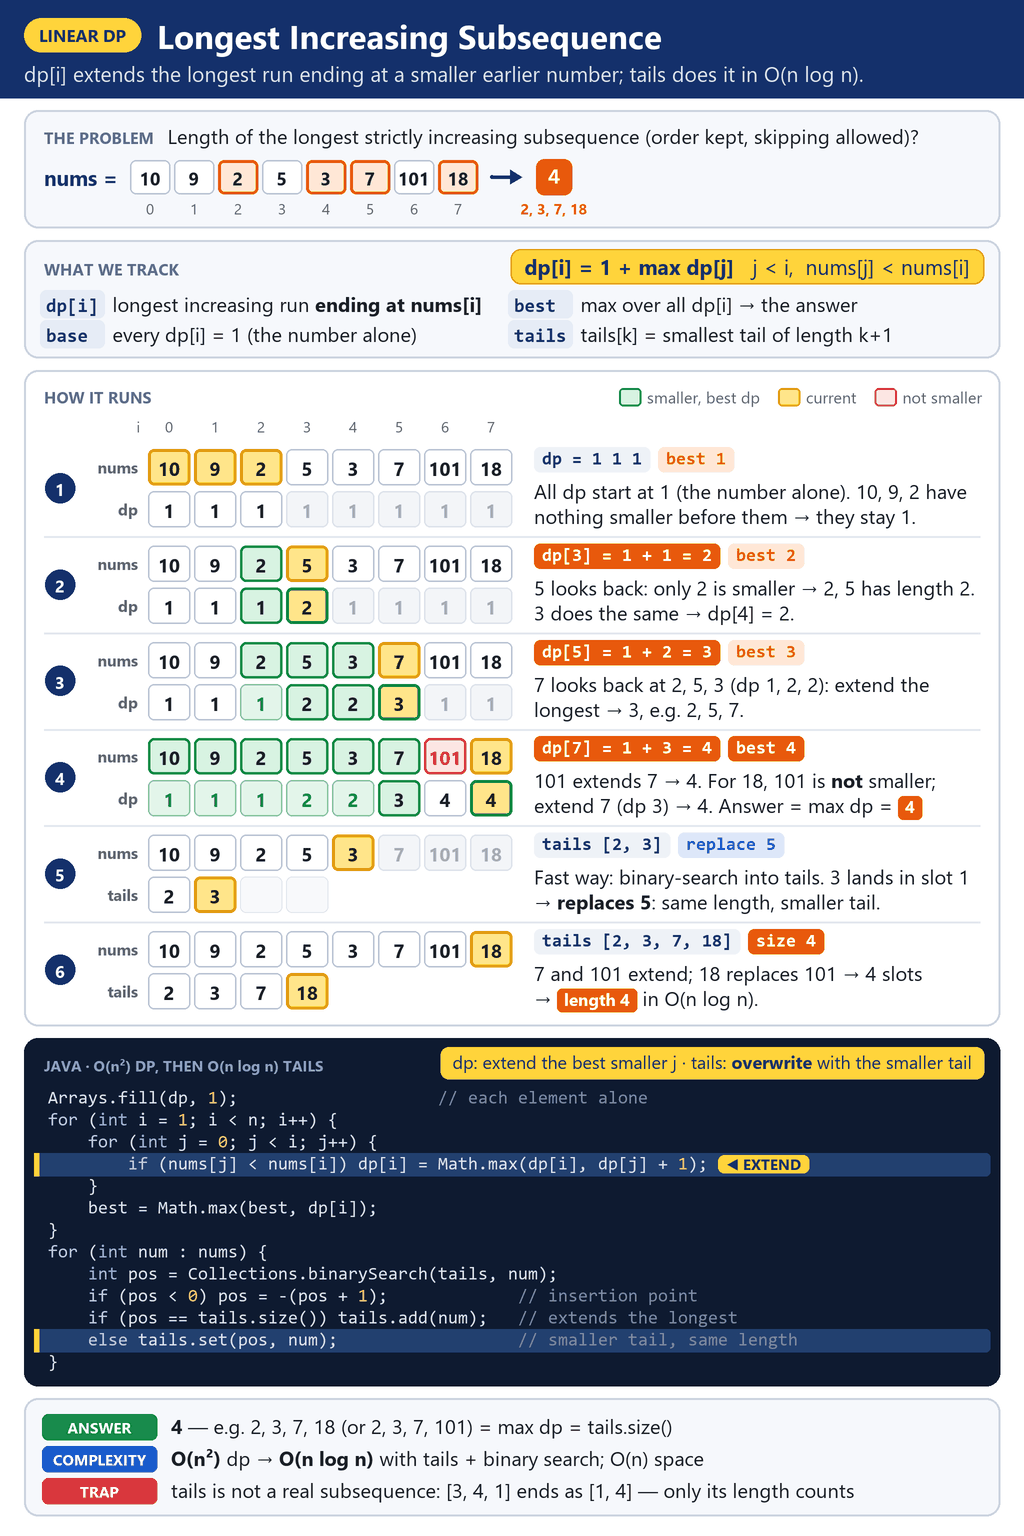 LINEAR DP Longest Increasing Subsequence
dp[i] extends the longest run ending at a smaller earlier number; tails does it in O(n log n).
THE PROBLEM Length of the longest strictly increasing subsequence (order kept, skipping allowed)?
nums = 10 9 2 5 3 7 101 18 → 4
0 1 2 3 4 5 6 7 2, 3, 7, 18
WHAT WE TRACK dp[i] = 1 + max dp[j] j < i, nums[j] < nums[i]
dp[i] longest increasing run ending at nums[i] best max over all dp[i] → the answer
base every dp[i] = 1 (the number alone) tails tails[k] = smallest tail of length k+1
HOW IT RUNS smaller, best dp current not smaller
i 0 1 2 3 4 5 6 7
1
nums 10 9 2 5 3 7 101 18
dp 1 1 1 1 1 1 1 1
dp = 1 1 1 best 1
All dp start at 1 (the number alone). 10, 9, 2 have
nothing smaller before them → they stay 1.
2
nums 10 9 2 5 3 7 101 18
dp 1 1 1 2 1 1 1 1
dp[3] = 1 + 1 = 2 best 2
5 looks back: only 2 is smaller → 2, 5 has length 2.
3 does the same → dp[4] = 2.
3
nums 10 9 2 5 3 7 101 18
dp 1 1 1 2 2 3 1 1
dp[5] = 1 + 2 = 3 best 3
7 looks back at 2, 5, 3 (dp 1, 2, 2): extend the
longest → 3, e.g. 2, 5, 7.
4
nums 10 9 2 5 3 7 101 18
dp 1 1 1 2 2 3 4 4
dp[7] = 1 + 3 = 4 best 4
101 extends 7 → 4. For 18, 101 is not smaller;
extend 7 (dp 3) → 4. Answer = max dp = 4
5
nums 10 9 2 5 3 7 101 18
tails 2 3
tails [2, 3] replace 5
Fast way: binary-search into tails. 3 lands in slot 1
→ replaces 5: same length, smaller tail.
6
nums 10 9 2 5 3 7 101 18
tails 2 3 7 18
tails [2, 3, 7, 18] size 4
7 and 101 extend; 18 replaces 101 → 4 slots
→ length 4 in O(n log n).
JAVA · O(n²) DP, THEN O(n log n) TAILS dp: extend the best smaller j · tails: overwrite with the smaller tail
Arrays.fill(dp, 1); // each element alone
for (int i = 1; i < n; i++) {
for (int j = 0; j < i; j++) {
if (nums[j] < nums[i]) dp[i] = Math.max(dp[i], dp[j] + 1); ◀ EXTEND
}
best = Math.max(best, dp[i]);
}
for (int num : nums) {
int pos = Collections.binarySearch(tails, num);
if (pos < 0) pos = -(pos + 1); // insertion point
if (pos == tails.size()) tails.add(num); // extends the longest
else tails.set(pos, num); // smaller tail, same length
}
ANSWER 4 — e.g. 2, 3, 7, 18 (or 2, 3, 7, 101) = max dp = tails.size()
COMPLEXITY O(n²) dp → O(n log n) with tails + binary search; O(n) space
TRAP tails is not a real subsequence: [3, 4, 1] ends as [1, 4] — only its length counts